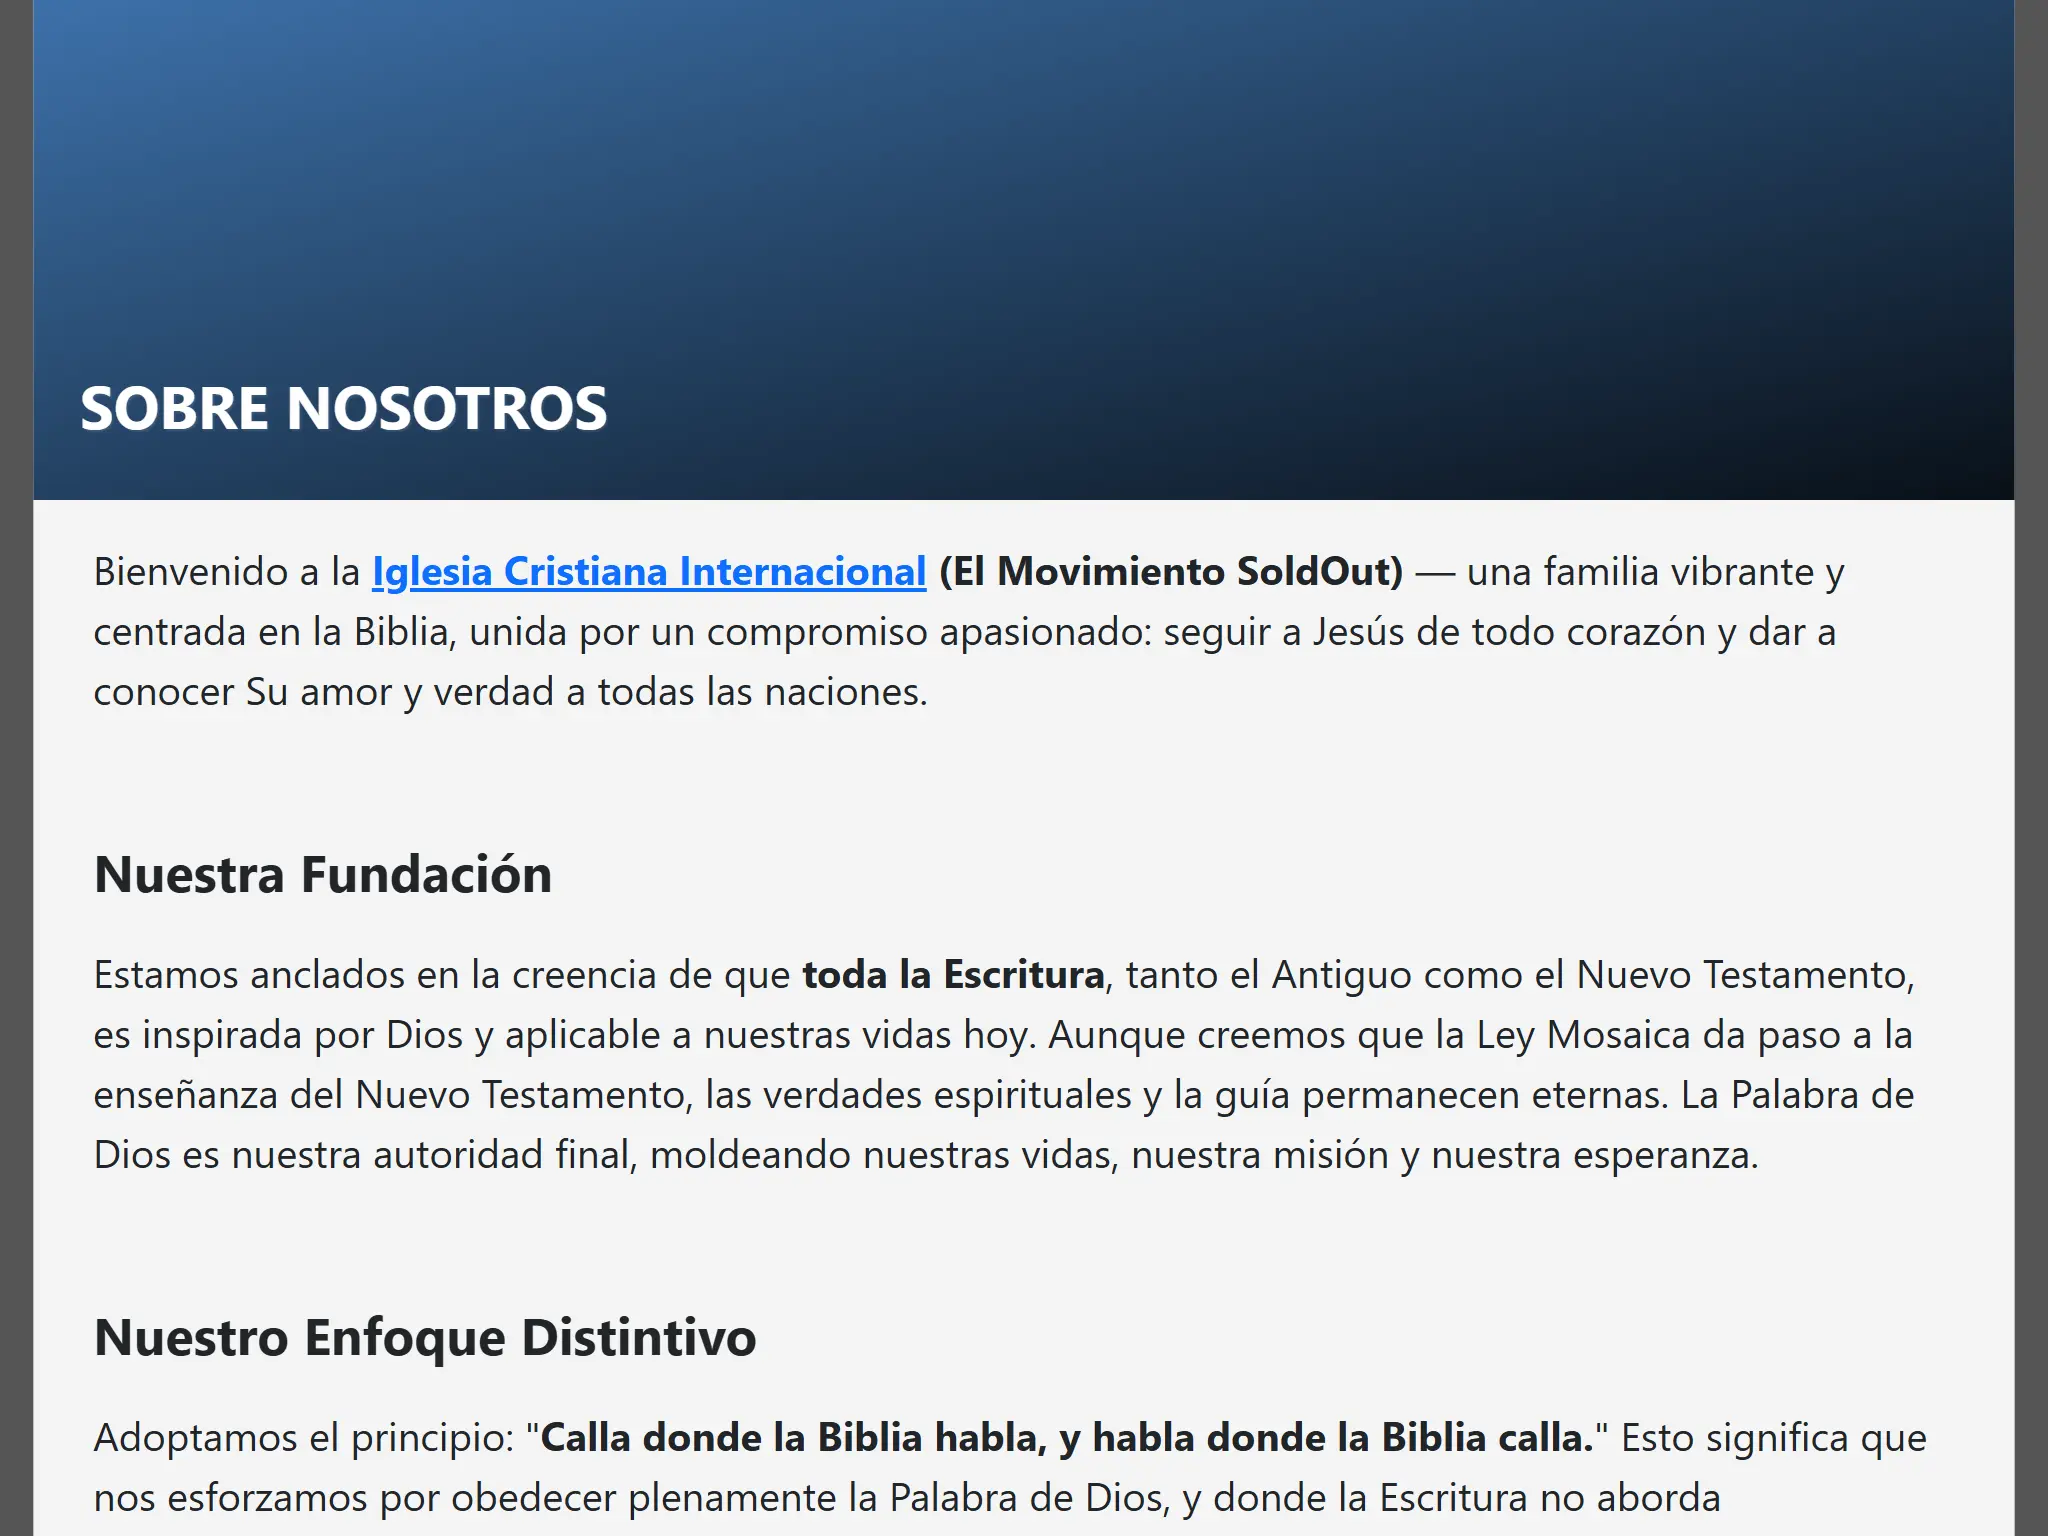 SOBRE NOSOTROS
Bienvenido a la Iglesia Cristiana Internacional (El Movimiento SoldOut) — una familia vibrante y
centrada en la Biblia, unida por un compromiso apasionado: seguir a Jesús de todo corazón y dar a
conocer Su amor y verdad a todas las naciones.
Nuestra Fundación
Estamos anclados en la creencia de que toda la Escritura, tanto el Antiguo como el Nuevo Testamento,
es inspirada por Dios y aplicable a nuestras vidas hoy. Aunque creemos que la Ley Mosaica da paso a la
enseñanza del Nuevo Testamento, las verdades espirituales y la guía permanecen eternas. La Palabra de
Dios es nuestra autoridad final, moldeando nuestras vidas, nuestra misión y nuestra esperanza.
Nuestro Enfoque Distintivo
Adoptamos el principio: "Calla donde la Biblia habla, y habla donde la Biblia calla." Esto significa que
nos esforzamos por obedecer plenamente la Palabra de Dios, y donde la Escritura no aborda